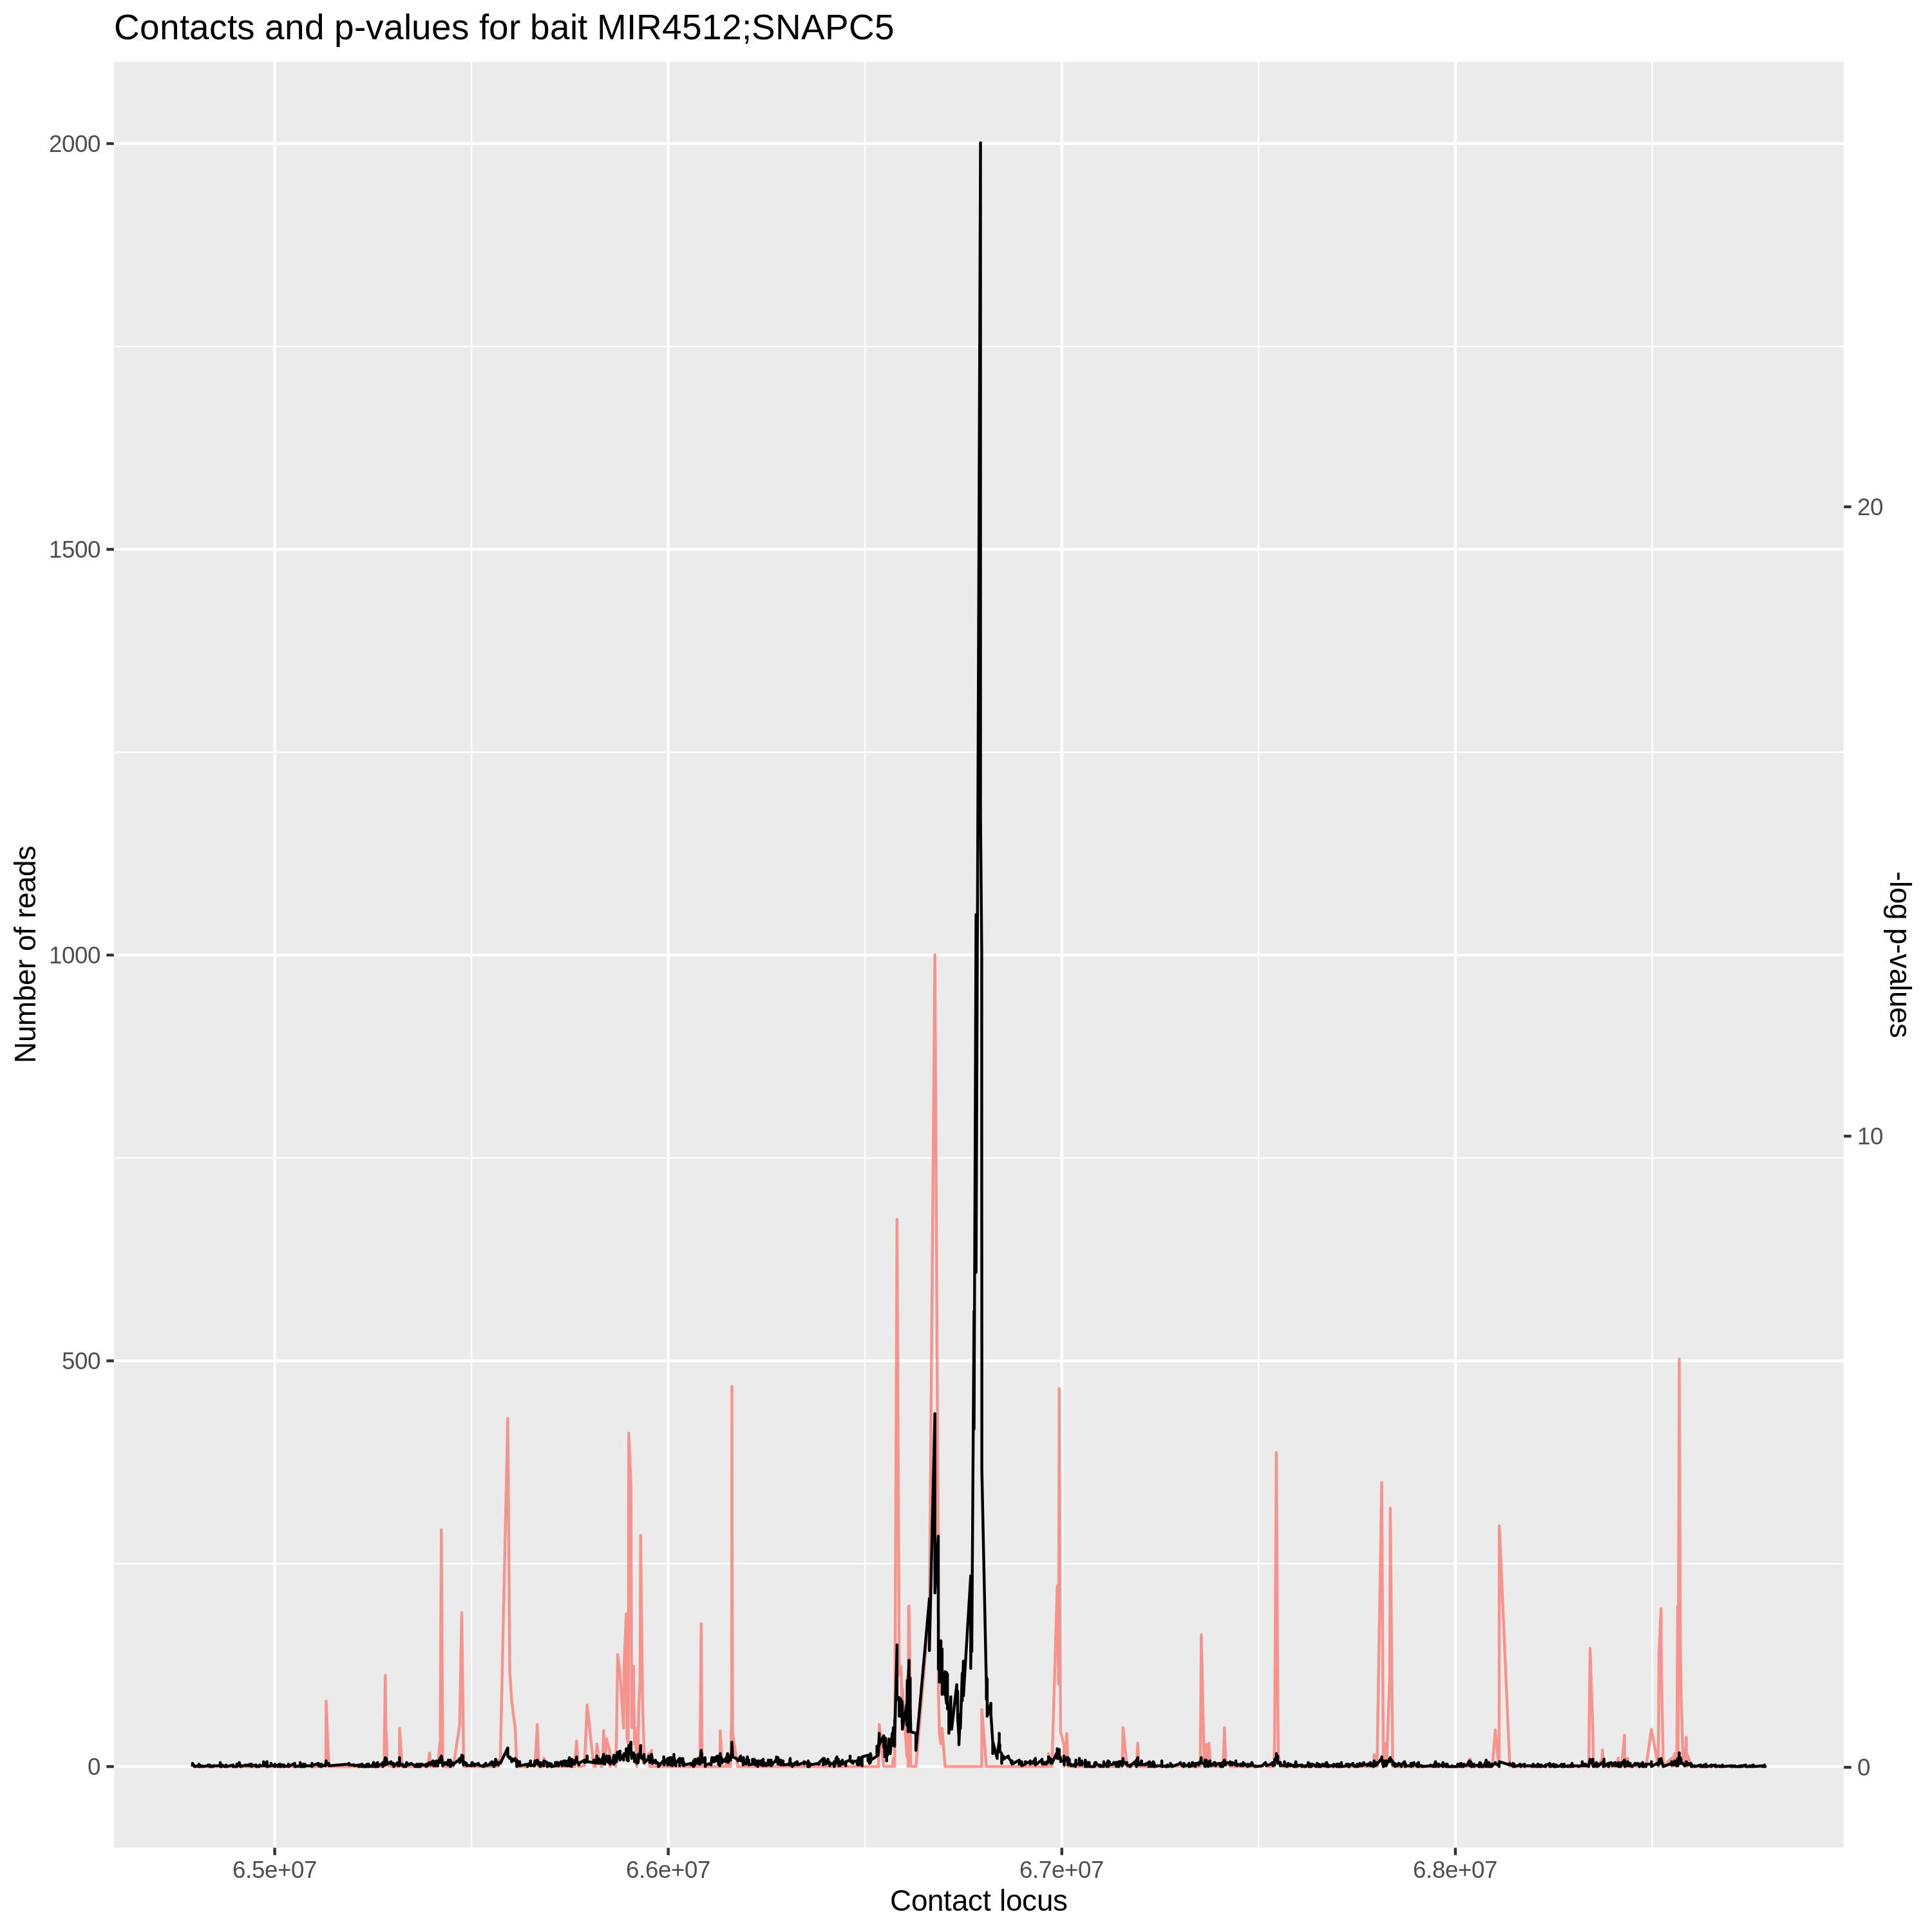 Contacts and p-values for bait MIR4512;SNAPC5
2000
1500
1000
500
0
Number of reads
20
10
0
-log p-values
6.5e+07
6.6e+07
6.7e+07
6.8e+07
Contact locus